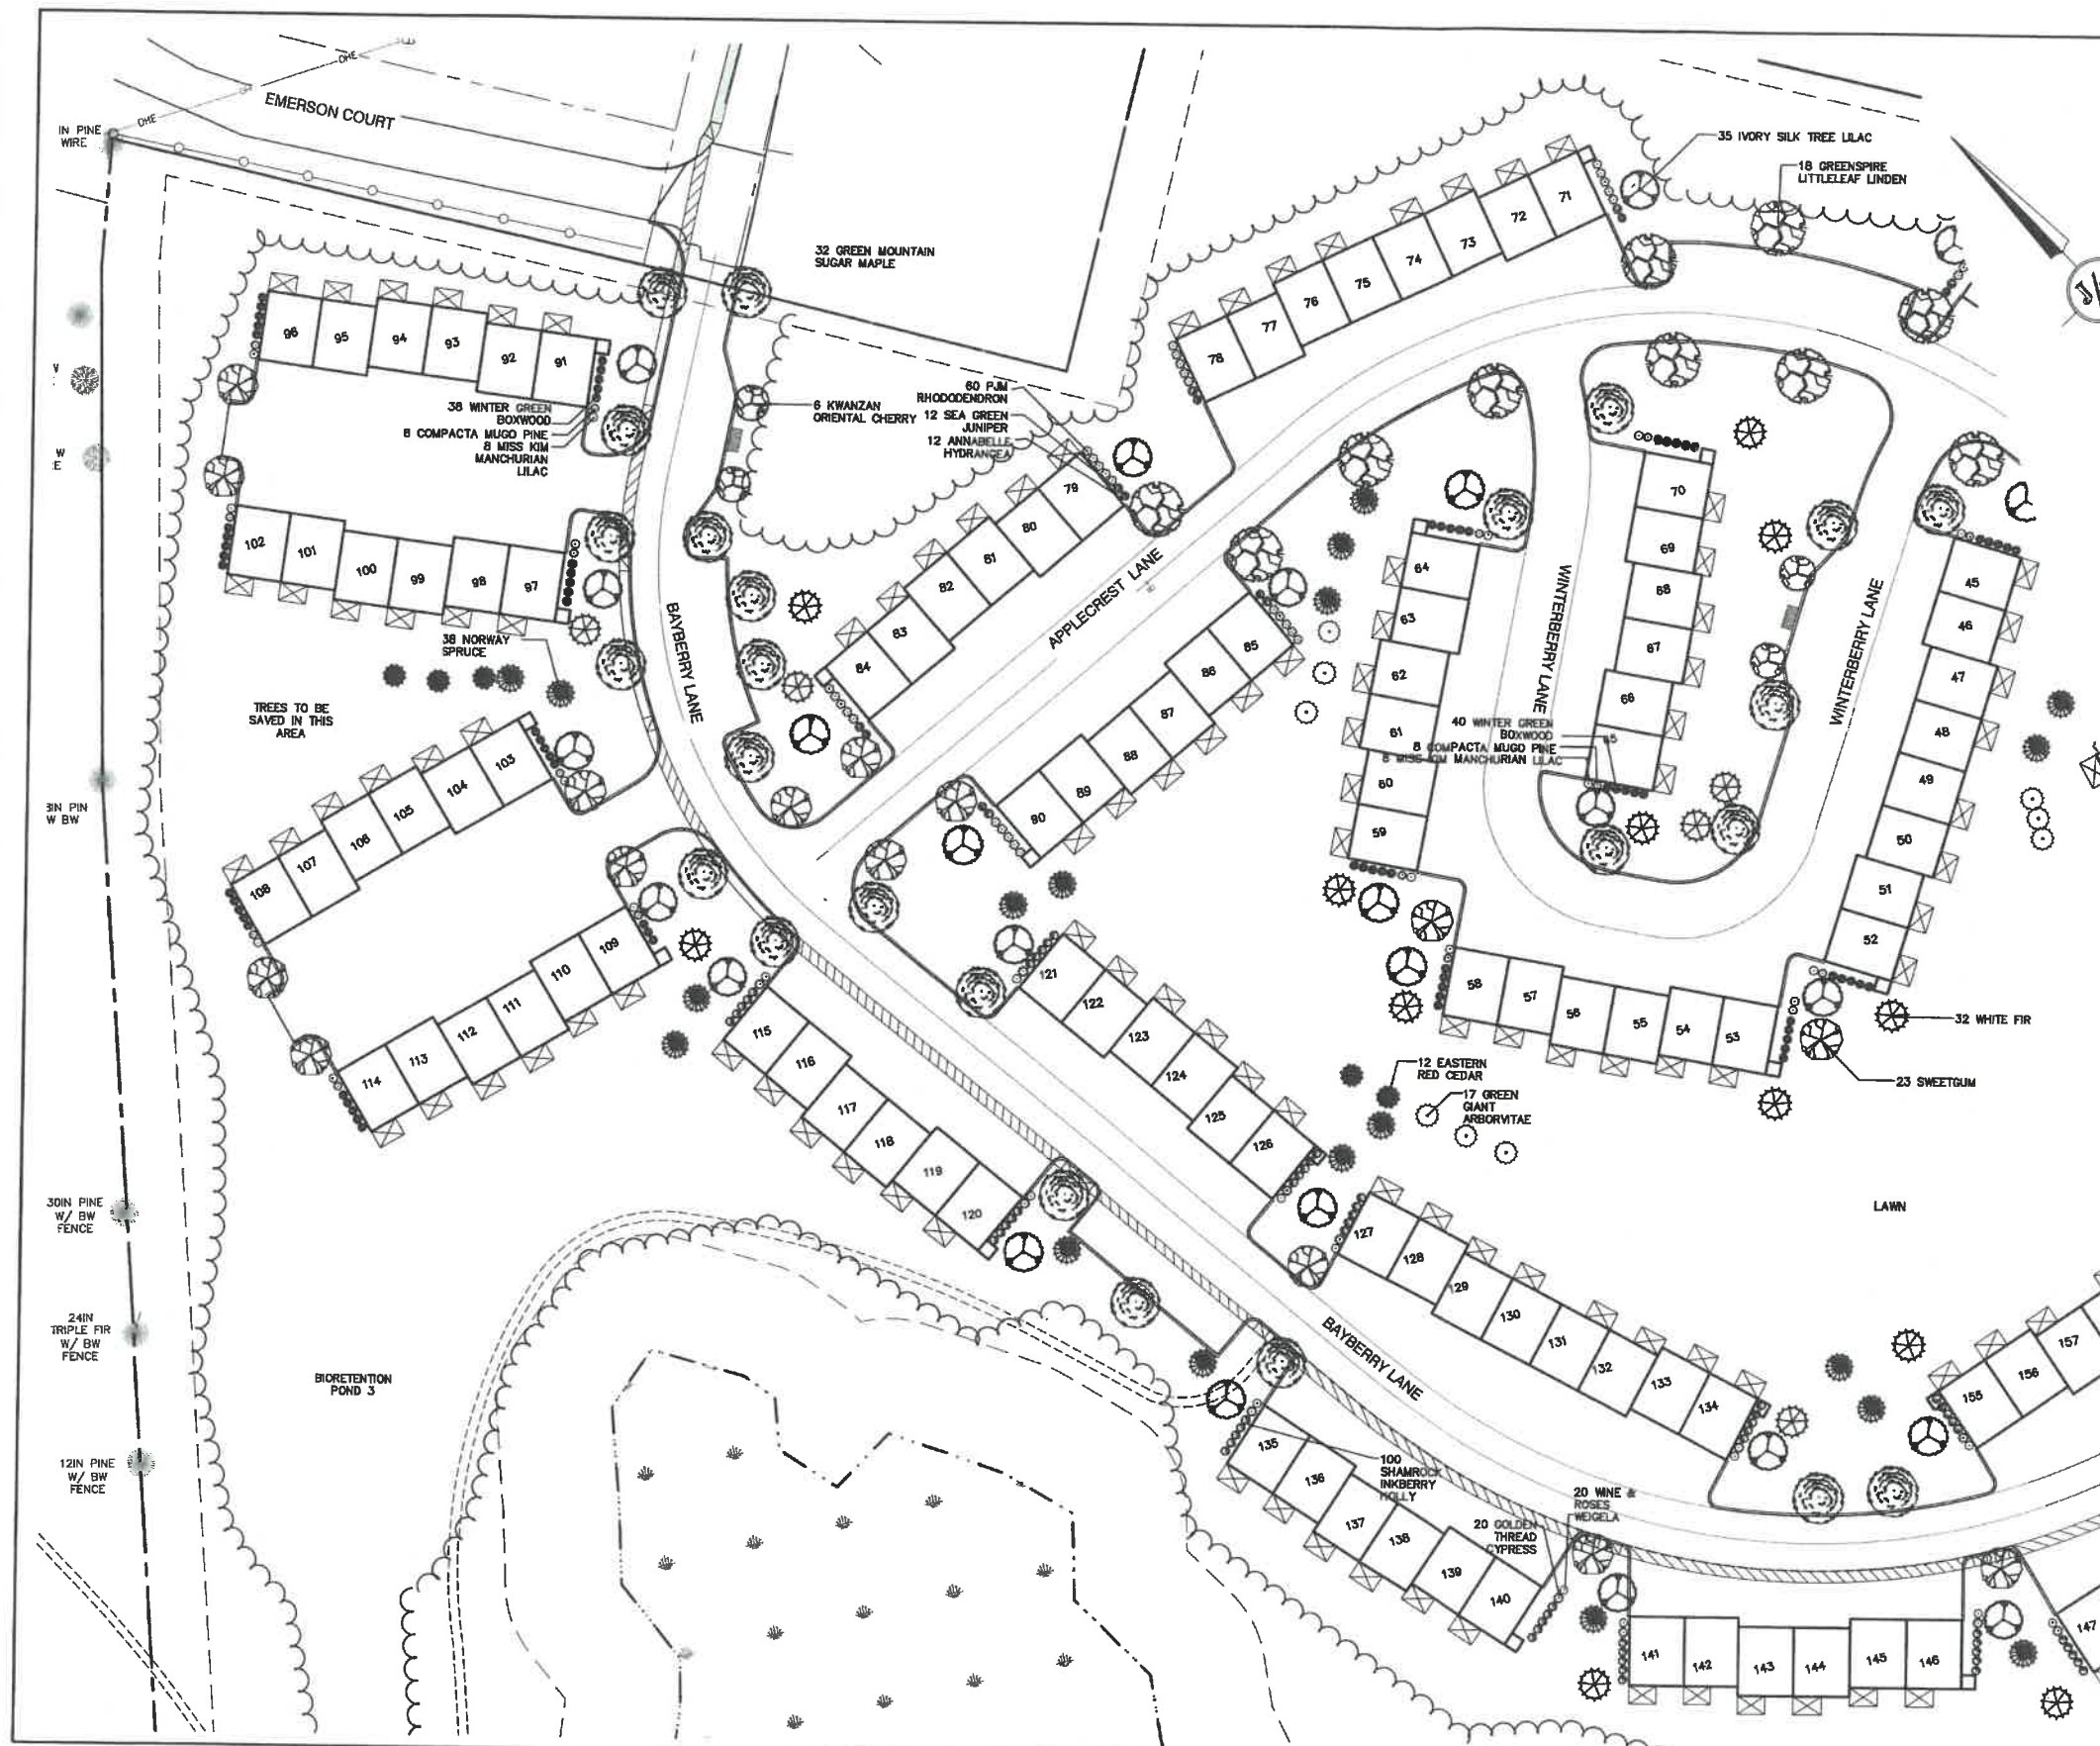 OHE
OHE
EMERSON COURT
IN PINE
WIRE
35 IVORY SILK TREE LILAC
18 GREENSPIRE
LITTLELEAF LINDEN
32 GREEN MOUNTAIN
SUGAR MAPLE
71
72
73
74
75
76
77
78
96
95
94
93
92
91
W
W
E
38 WINTER GREEN
BOXWOOD
8 COMPACTA MUGO PINE
8 MISS KIM
MANCHURIAN
LILAC
6 KWANZAN
ORIENTAL CHERRY
60 PJM
RHODODENDRON
12 SEA GREEN
JUNIPER
12 ANNABELLE
HYDRANGEA
79
80
81
82
83
84
102
101
100
99
98
97
38 NORWAY
SPRUCE
BAYBERRY LANE
APPLECREST LANE
WINTERBERRY LANE
WINTERBERRY LANE
70
69
68
67
66
64
63
62
61
60
59
45
46
47
48
49
50
51
52
40 WINTER GREEN
BOXWOOD
8 COMPACTA MUGO PINE
8 MISS KIM MANCHURIAN LILAC
85
86
87
88
89
90
TREES TO BE
SAVED IN THIS
AREA
3IN PIN
W BW
103
104
105
106
107
108
109
110
111
112
113
114
115
116
117
118
119
120
121
122
123
124
125
126
58
57
56
55
54
53
32 WHITE FIR
23 SWEETGUM
12 EASTERN
RED CEDAR
17 GREEN
GIANT
ARBORVITAE
LAWN
30IN PINE
W/ BW
FENCE
24IN
TRIPLE FIR
W/ BW
FENCE
12IN PINE
W/ BW
FENCE
BIORETENTION
POND 3
127
128
129
130
131
132
133
134
BAYBERRY LANE
155
156
157
135
136
137
138
139
140
100
SHAMROCK
INKBERRY
HOLLY
20 WINE &
ROSES
WEIGELA
20 GOLDEN
THREAD
CYPRESS
141
142
143
144
145
146
147